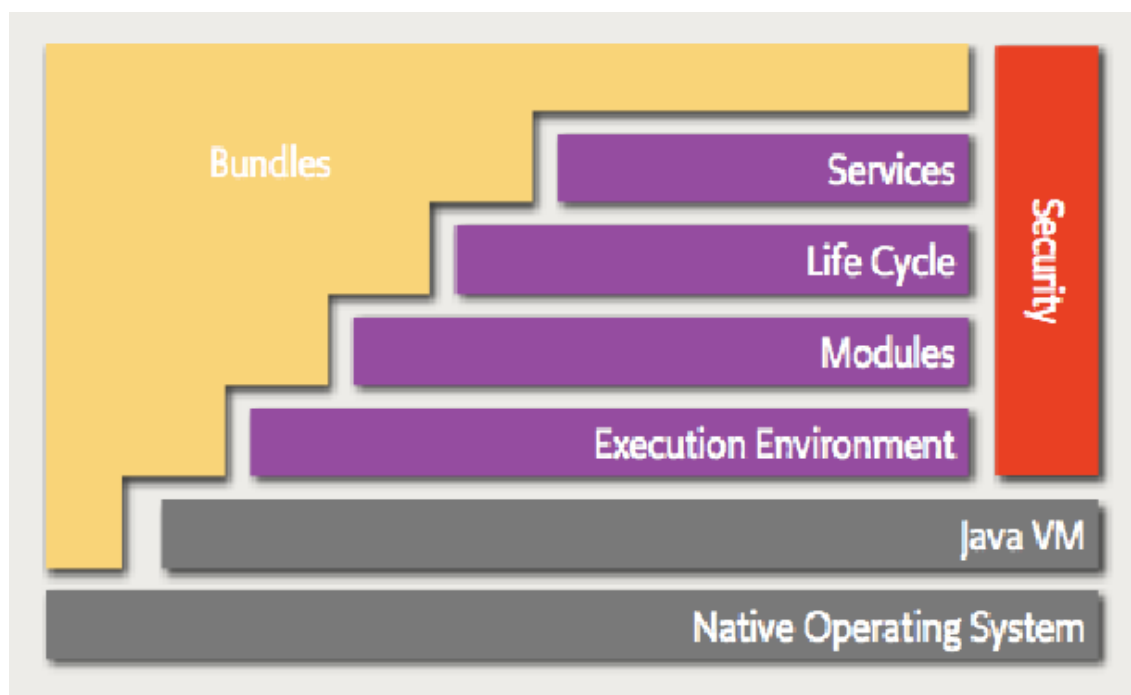 Bundles
Services
Life Cycle
Modules
Execution Environment
Security
Java VM
Native Operating System